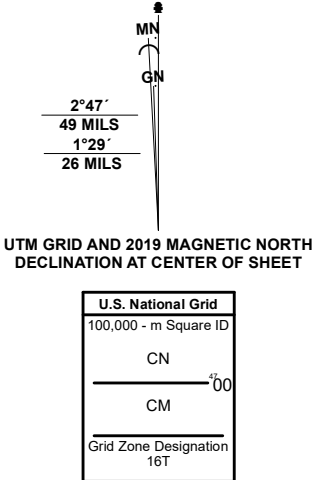 MN
GN
2°47´
49 MILS
1°29´
26 MILS
UTM GRID AND 2019 MAGNETIC NORTH
DECLINATION AT CENTER OF SHEET
U.S. National Grid
100,000 - m Square ID
CN
4700
CM
Grid Zone Designation
16T